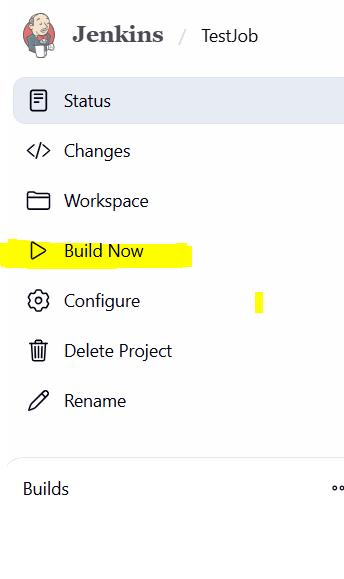 Jenkins / TestJob
Status
Changes
Workspace
Build Now
Configure
Delete Project
Rename
Builds